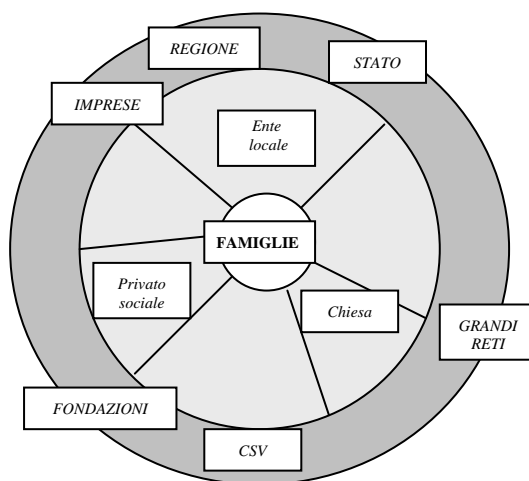 REGIONE
STATO
IMPRESE
Ente
locale
FAMIGLIE
Privato
sociale
Chiesa
GRANDI
RETI
FONDAZIONI
CSV